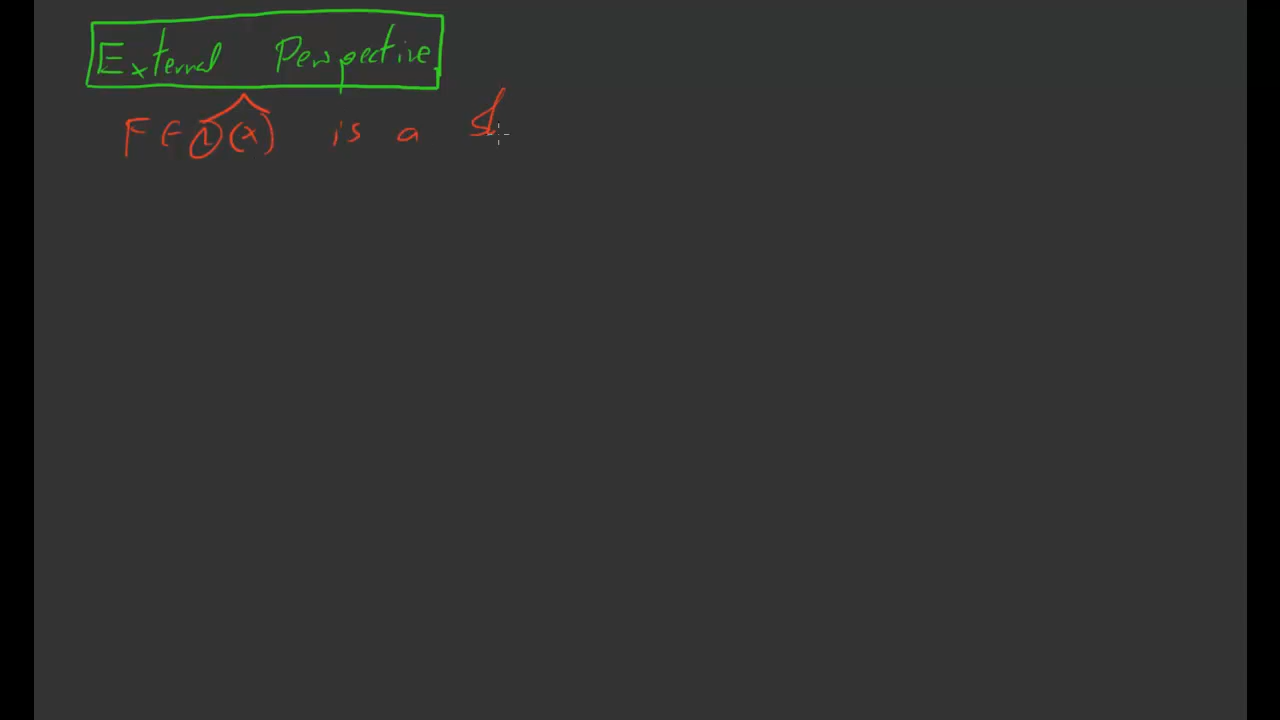 External Perspective
F ∈ (x) is a